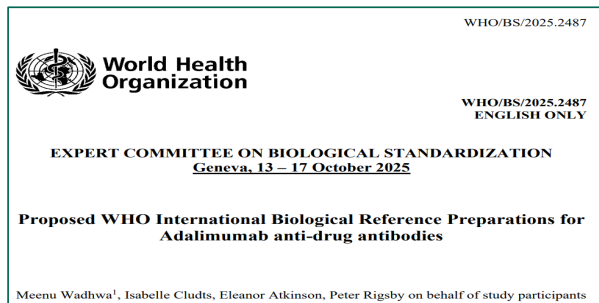 WHO/BS/2025.2487
World Health
Organization
WHO/BS/2025.2487
ENGLISH ONLY
EXPERT COMMITTEE ON BIOLOGICAL STANDARDIZATION
Geneva, 13 – 17 October 2025
Proposed WHO International Biological Reference Preparations for
Adalimumab anti-drug antibodies
Meenu Wadhwa¹, Isabelle Cludts, Eleanor Atkinson, Peter Rigsby on behalf of study participants